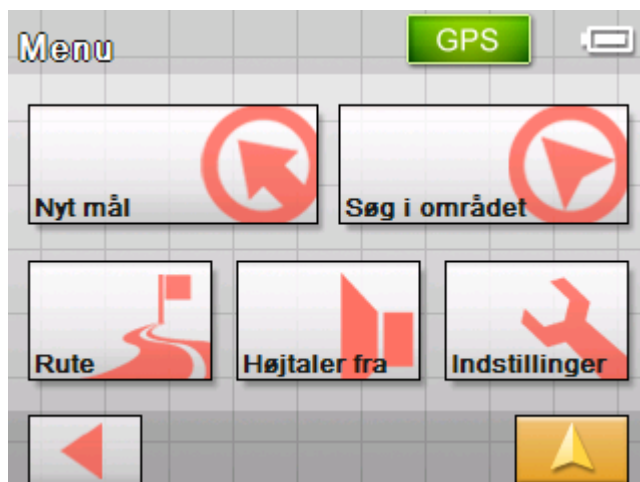 Menu
GPS
Nyt mål
Søg i området
Rute
Højtaler fra
Indstillinger